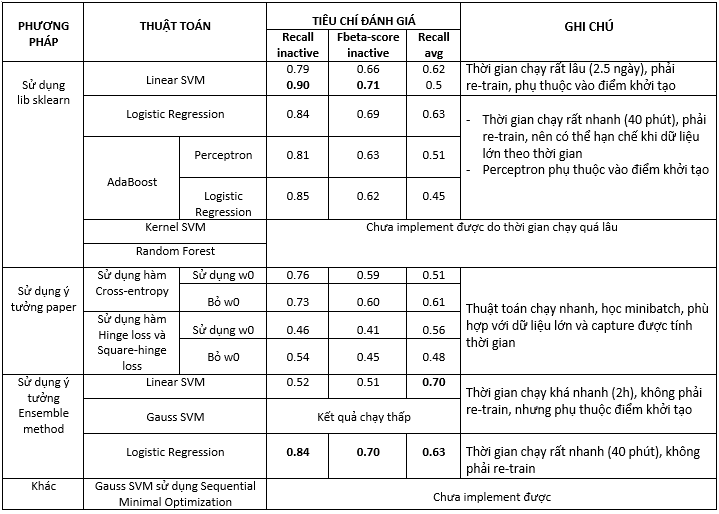 PHƯƠNG PHÁP
THUẬT TOÁN
TIÊU CHÍ ĐÁNH GIÁ
GHI CHÚ
Recall inactive
Fbeta-score inactive
Recall avg
Sử dụng lib sklearn
Linear SVM
0.79 0.66 0.62
0.90 0.71 0.5
Thời gian chạy rất lâu (2.5 ngày), phải
re-train, phụ thuộc vào điểm khởi tạo
Logistic Regression
0.84 0.69 0.63
- Thời gian chạy rất nhanh (40 phút), phải
re-train, nên có thể hạn chế khi dữ liệu
lớn theo thời gian
- Perceptron phụ thuộc vào điểm khởi tạo
AdaBoost
Perceptron
0.81 0.63 0.51
Logistic
Regression
0.85 0.62 0.45
Kernel SVM
Chưa implement được do thời gian chạy quá
lâu
Random Forest
Sử dụng ý
tưởng paper
Sử dụng hàm
Cross-entropy
Sử dụng w0
0.76 0.59 0.51
Bỏ w0
0.73 0.60 0.61
Sử dụng hàm
Hinge loss và
Square-hinge
loss
Sử dụng w0
0.46 0.41 0.56
Bỏ w0
0.54 0.45 0.48
Thuật toán chạy nhanh, học minibatch, phù
hợp với dữ liệu lớn và capture được tính
thời gian
Sử dụng ý
tưởng
Ensemble
method
Linear SVM
0.52 0.51 0.70
Thời gian chạy khá nhanh (2h), không phải
re-train, nhưng phụ thuộc điểm khởi tạo
Gauss SVM
Kết quả chạy thấp
Logistic Regression
0.84 0.70 0.63
Thời gian chạy rất nhanh (40 phút), không
phải re-train
Khác
Gauss SVM sử dụng Sequential
Minimal Optimization
Chưa implement được